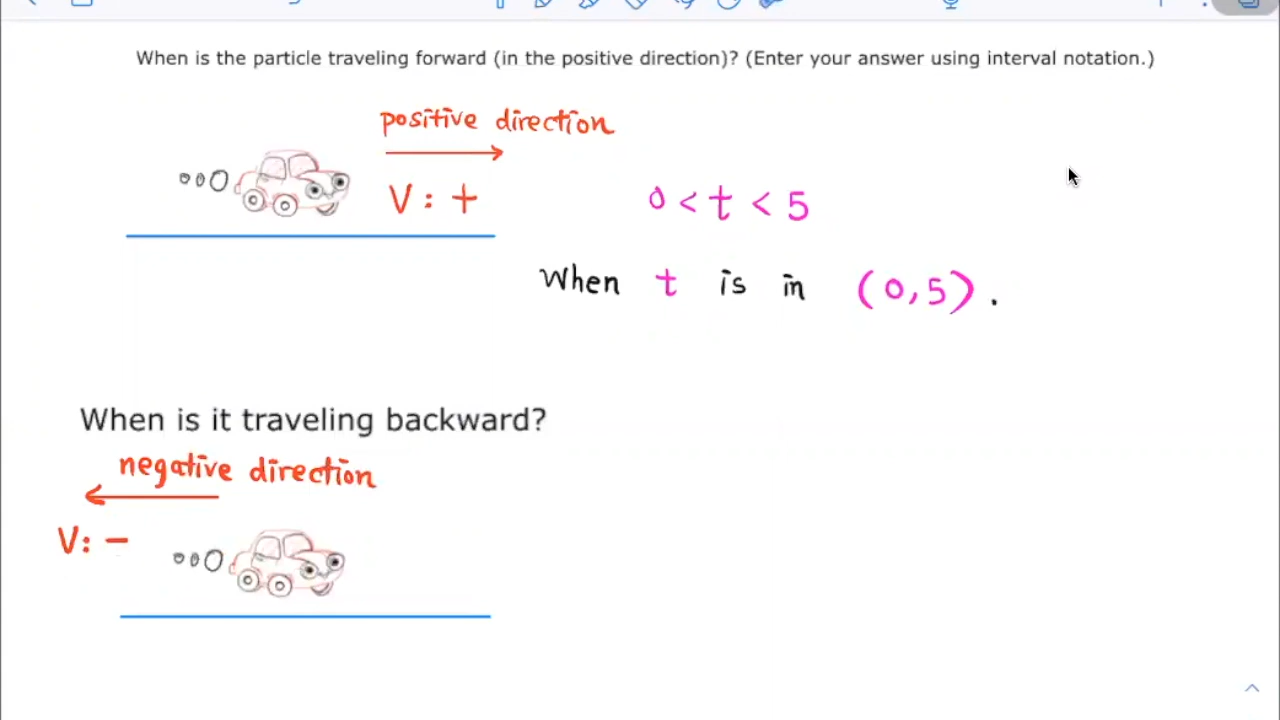 When is the particle traveling forward (in the positive direction)? (Enter your answer using interval notation.)
positive direction
V: +
0 < t < 5
When t is in (0,5).
When is it traveling backward?
negative direction
V: -